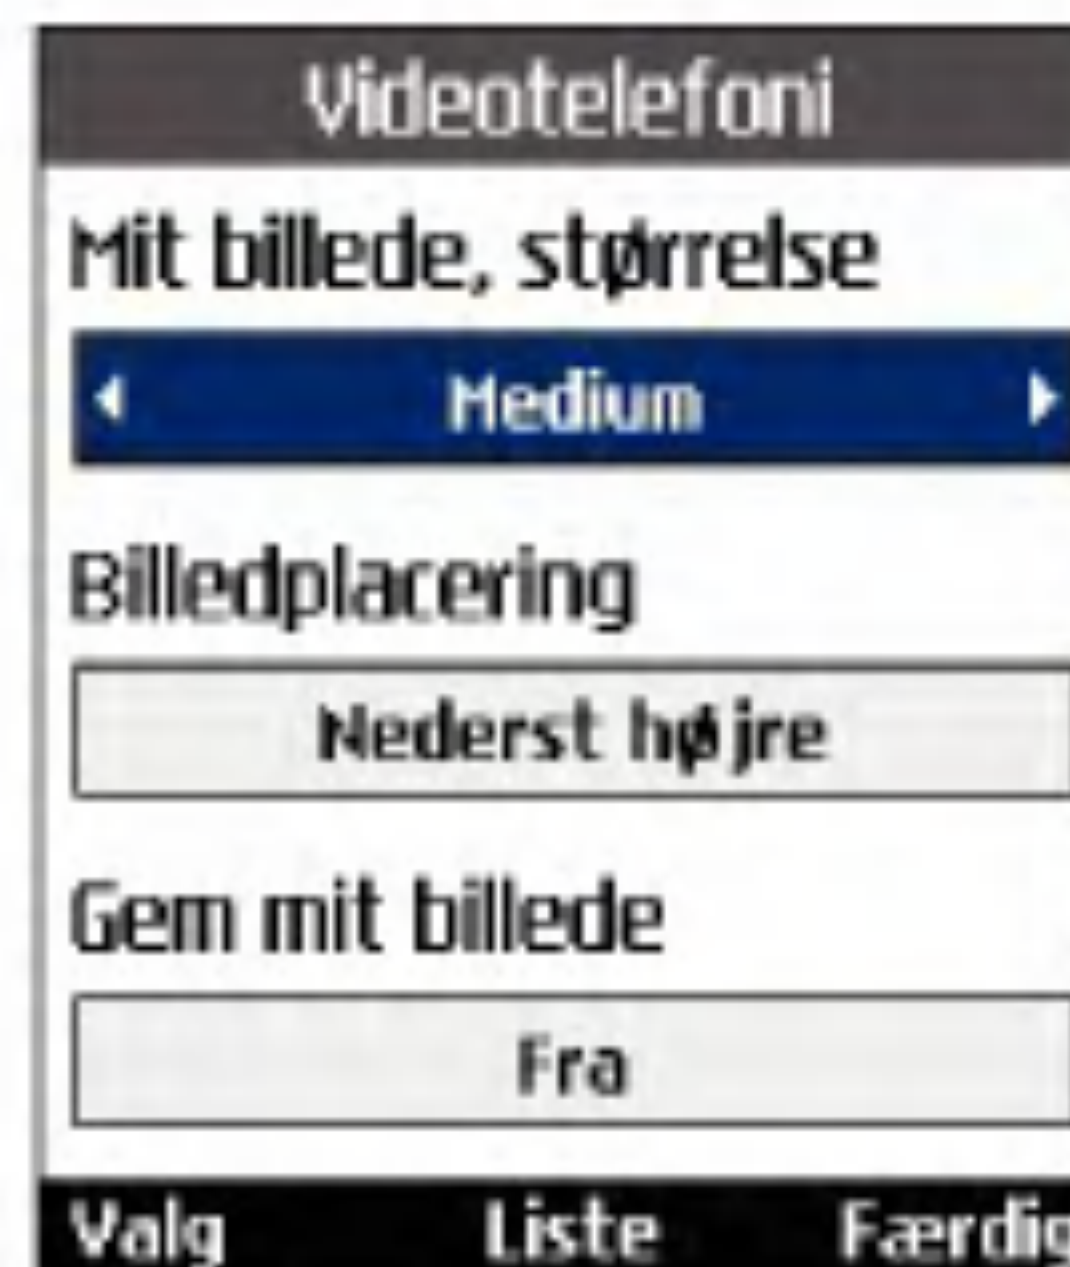 Videotelefoni
Mit billede, størrelse
Medium
Billedplacering
Nederst højre
Gem mit billede
Fra
Valg Liste Færdig